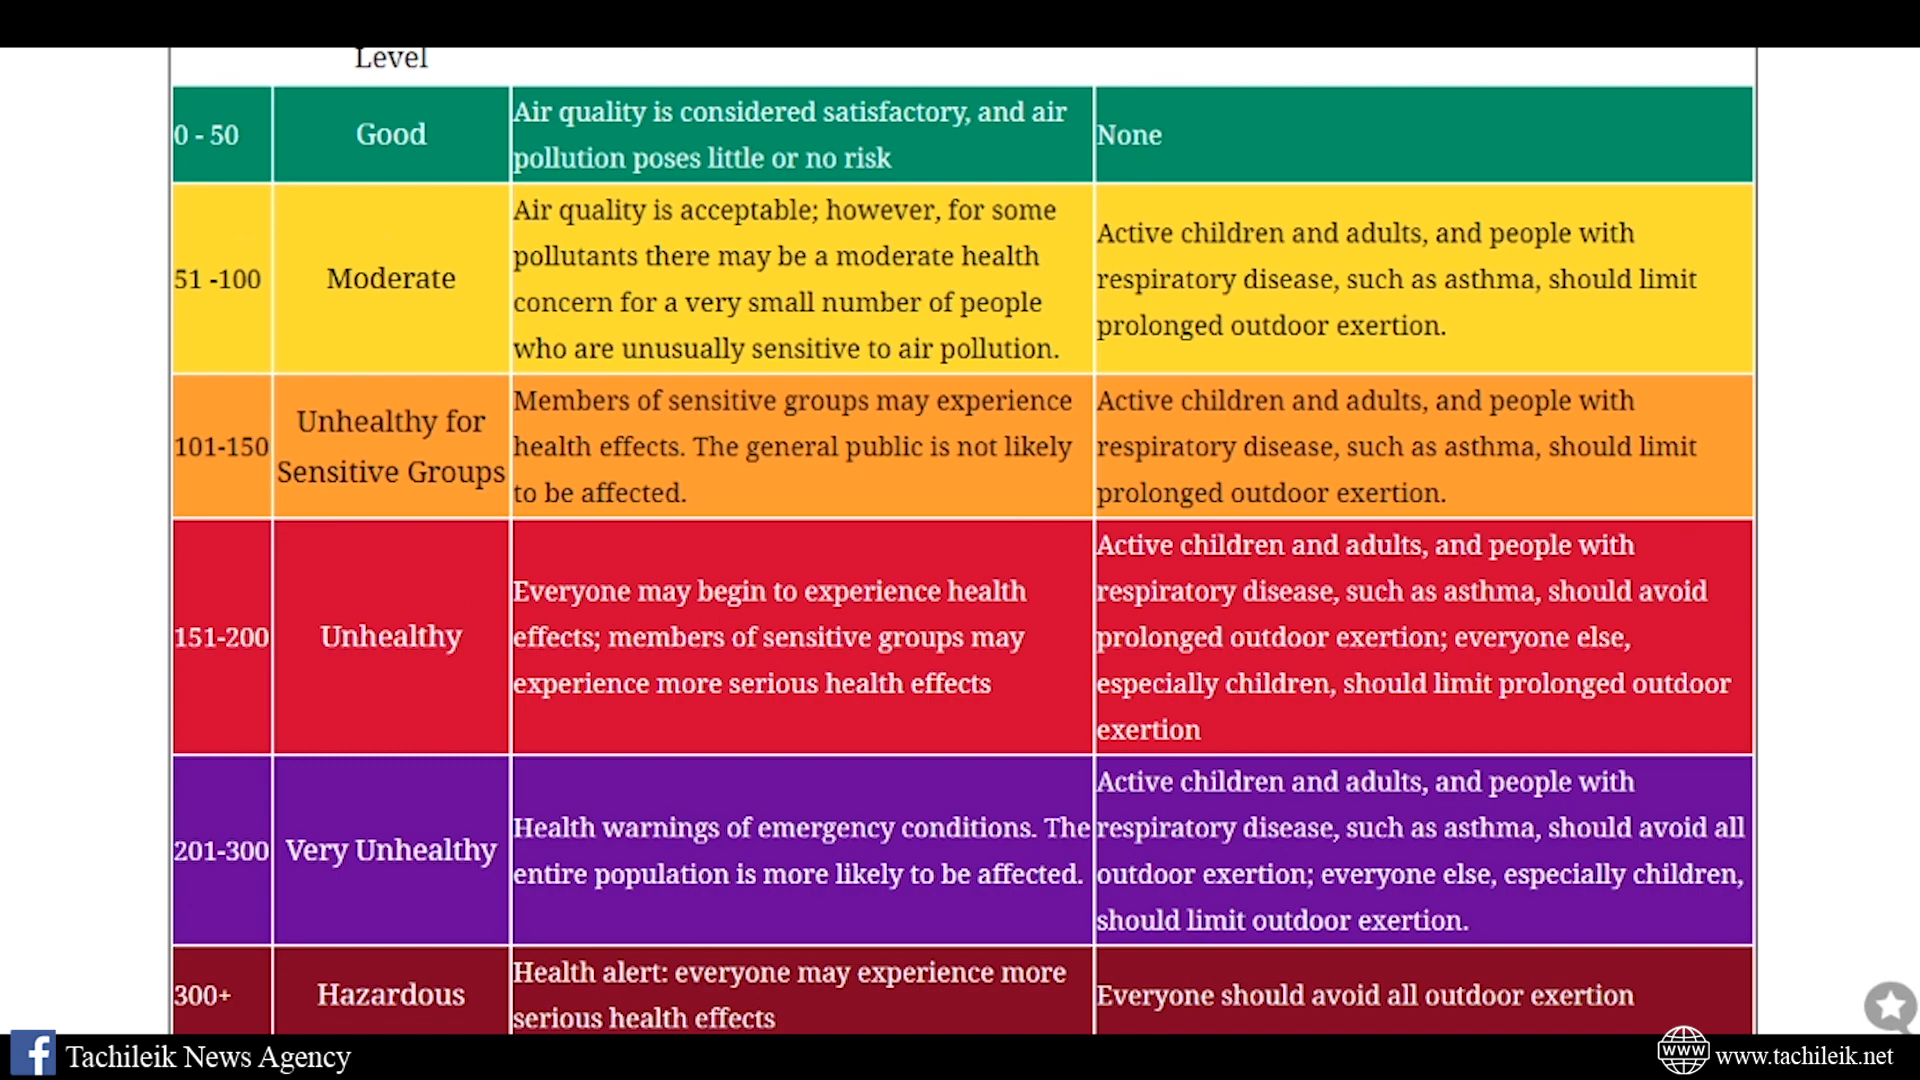 Level
0 - 50
Good
Air quality is considered satisfactory, and air
pollution poses little or no risk
None
51 -100
Moderate
Air quality is acceptable; however, for some
pollutants there may be a moderate health
concern for a very small number of people
who are unusually sensitive to air pollution.
Active children and adults, and people with
respiratory disease, such as asthma, should limit
prolonged outdoor exertion.
101-150
Unhealthy for
Sensitive Groups
Members of sensitive groups may experience
health effects. The general public is not likely
to be affected.
Active children and adults, and people with
respiratory disease, such as asthma, should limit
prolonged outdoor exertion.
151-200
Unhealthy
Everyone may begin to experience health
effects; members of sensitive groups may
experience more serious health effects
Active children and adults, and people with
respiratory disease, such as asthma, should avoid
prolonged outdoor exertion; everyone else,
especially children, should limit prolonged outdoor
exertion
201-300
Very Unhealthy
Health warnings of emergency conditions. The
entire population is more likely to be affected.
Active children and adults, and people with
respiratory disease, such as asthma, should avoid all
outdoor exertion; everyone else, especially children,
should limit outdoor exertion.
300+
Hazardous
Health alert: everyone may experience more
serious health effects
Everyone should avoid all outdoor exertion
f Tachileik News Agency
www www.tachileik.net